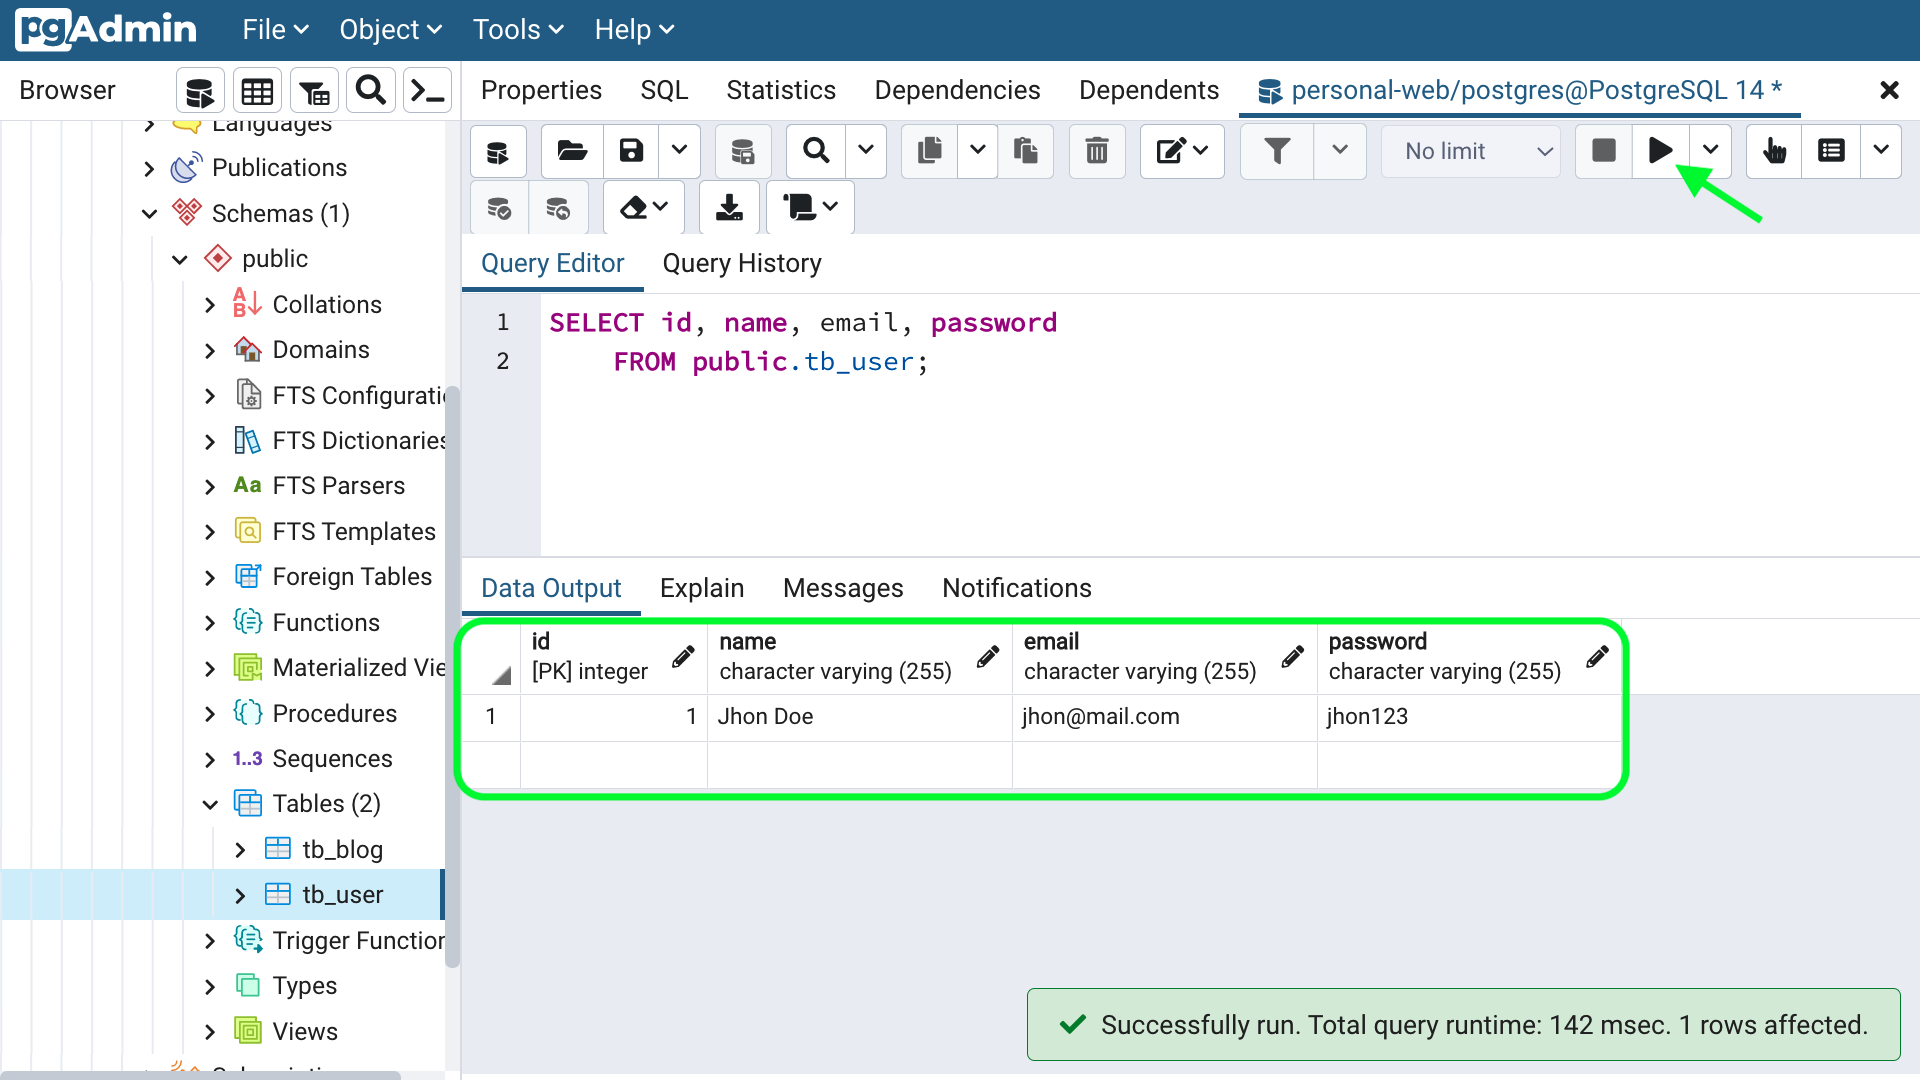 pgAdmin File Object Tools Help
Browser
Properties SQL Statistics Dependencies Dependents personal-web/postgres@PostgreSQL 14 *
Languages
Publications
Schemas (1)
public
Collations
Domains
FTS Configurati
FTS Dictionaries
Aa FTS Parsers
FTS Templates
Foreign Tables
Functions
Materialized Vie
Procedures
1..3 Sequences
Tables (2)
tb_blog
tb_user
Trigger Function
Types
Views
No limit
Query Editor Query History
1 SELECT id, name, email, password
2 FROM public.tb_user;
Data Output Explain Messages Notifications
id name email password
[PK] integer character varying (255) character varying (255) character varying (255)
1 1 Jhon Doe jhon@mail.com jhon123
Successfully run. Total query runtime: 142 msec. 1 rows affected.